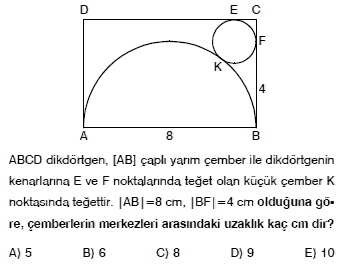 D E C
F
K
4
A 8 B
ABCD dikdörtgen, [AB] çaplı yarım çember ile dikdörtgenin
kenarlarına E ve F noktalarında teğet olan küçük çember K
noktasında teğettir. |AB|=8 cm, |BF|=4 cm olduğuna gö-
re, çemberlerin merkezleri arasındaki uzaklık kaç cm dir?
A) 5 B) 6 C) 8 D) 9 E) 10